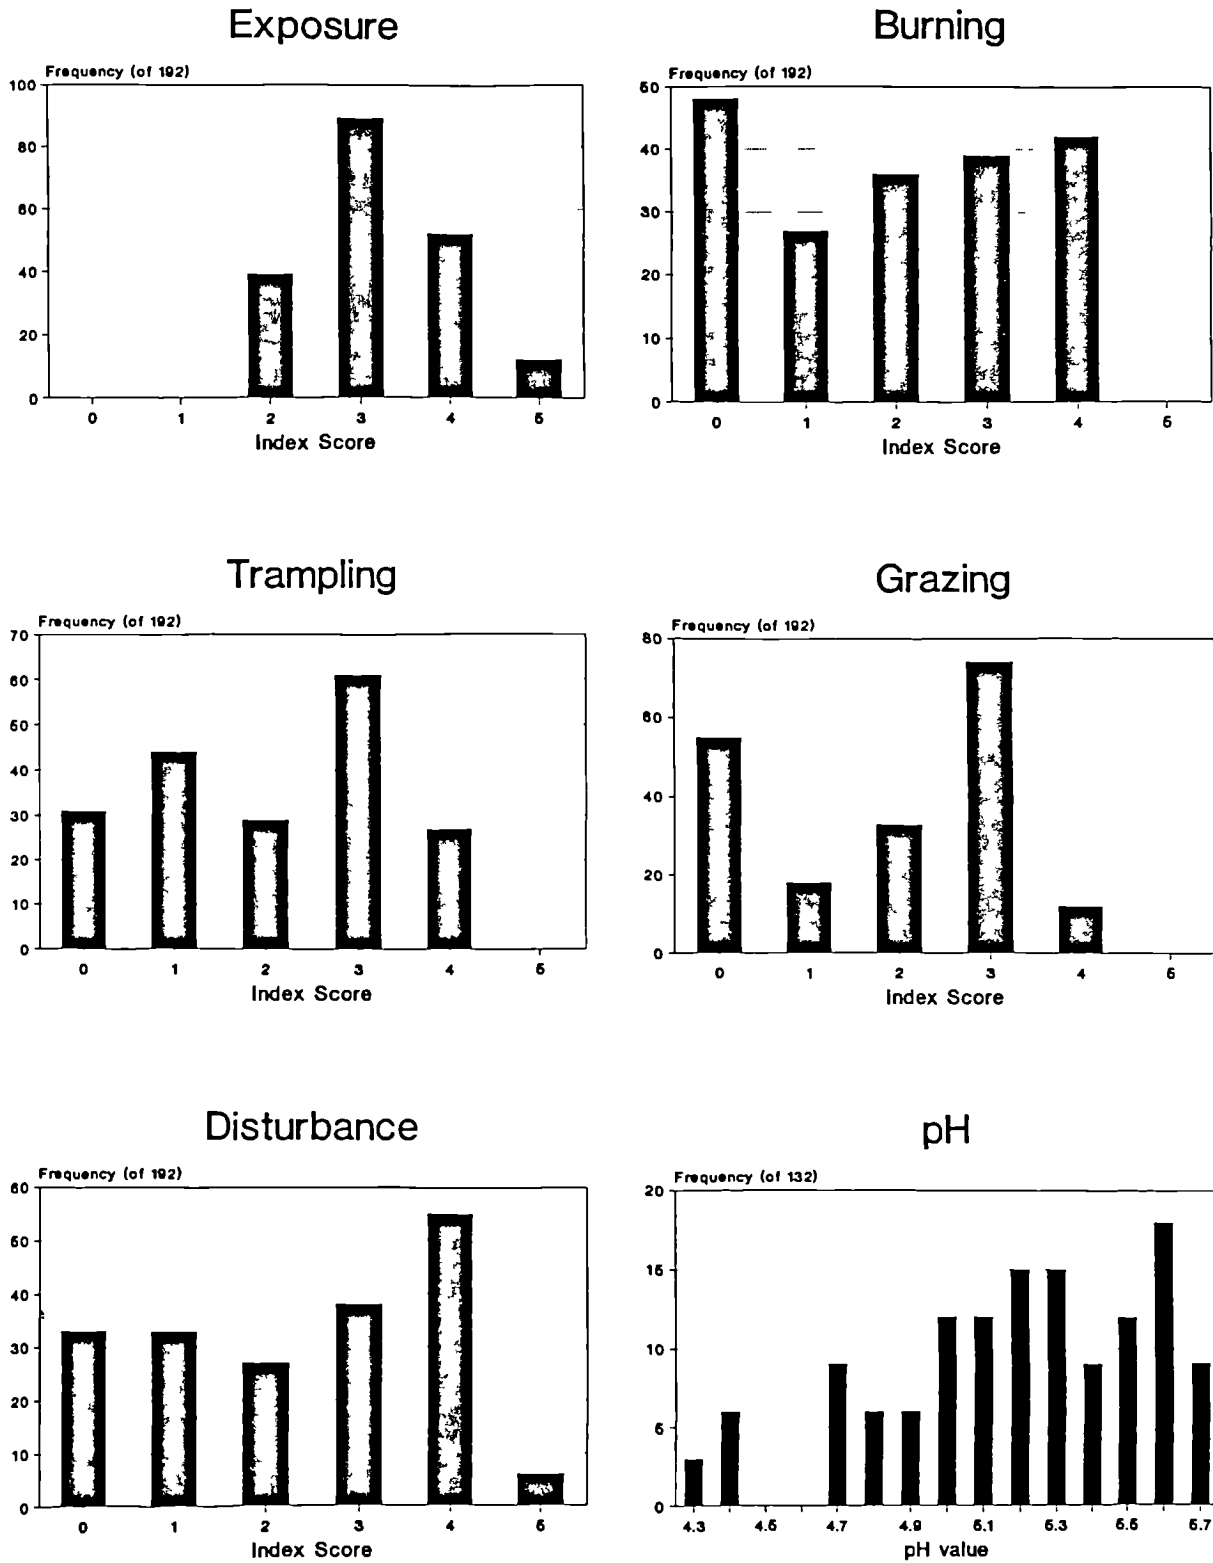 Exposure
Frequency (of 192)
100
80
60
40
20
0
0 1 2 3 4 5
Index Score
Burning
Frequency (of 192)
50
40
30
20
10
0
0 1 2 3 4 5
Index Score
Trampling
Frequency (of 192)
70
60
50
40
30
20
10
0
0 1 2 3 4 5
Index Score
Grazing
Frequency (of 192)
80
60
40
20
0
0 1 2 3 4 5
Index Score
Disturbance
Frequency (of 192)
60
50
40
30
20
10
0
0 1 2 3 4 5
Index Score
pH
Frequency (of 132)
20
15
10
5
0
4.3 4.5 4.7 4.9 5.1 5.3 5.5 5.7
pH value